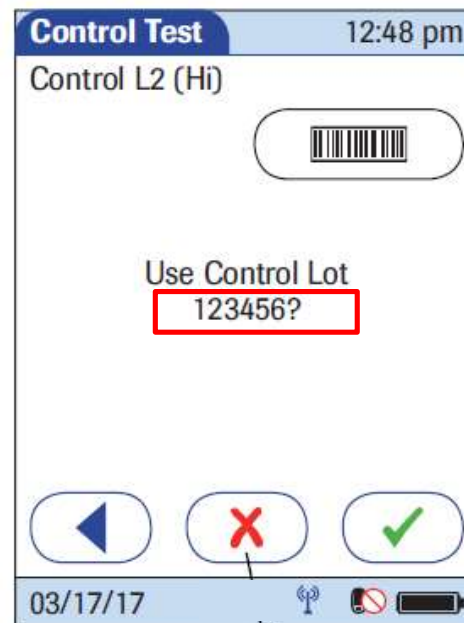 Control Test 12:48 pm
Control L2 (Hi)
Use Control Lot
123456?
03/17/17